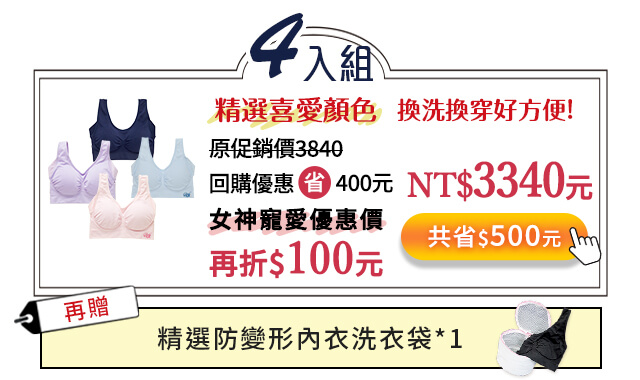 4入組
精選喜愛顏色 換洗換穿好方便!
原促銷價3840
回購優惠省400元
NT$3340元
女神寵愛優惠價
再折$100元
共省$500元
再贈
精選防變形內衣洗衣袋*1